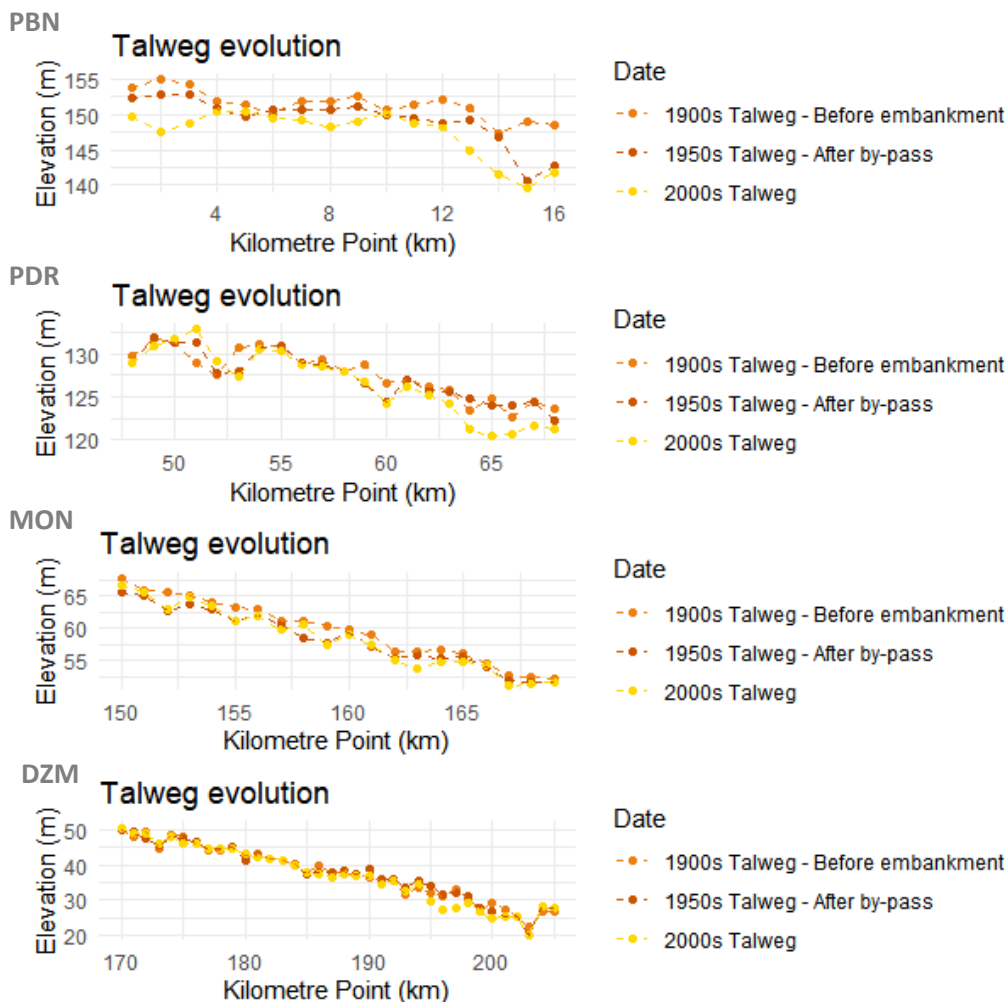 PBN
Talweg evolution
Elevation (m)
155
150
145
140
4 8 12 16
Kilometre Point (km)
Date
1900s Talweg - Before embankment
1950s Talweg - After by-pass
2000s Talweg
PDR
Talweg evolution
Elevation (m)
130
125
120
50 55 60 65
Kilometre Point (km)
Date
1900s Talweg - Before embankment
1950s Talweg - After by-pass
2000s Talweg
MON
Talweg evolution
Elevation (m)
65
60
55
150 155 160 165
Kilometre Point (km)
Date
1900s Talweg - Before embankment
1950s Talweg - After by-pass
2000s Talweg
DZM
Talweg evolution
Elevation (m)
50
40
30
20
170 180 190 200
Kilometre Point (km)
Date
1900s Talweg - Before embankment
1950s Talweg - After by-pass
2000s Talweg